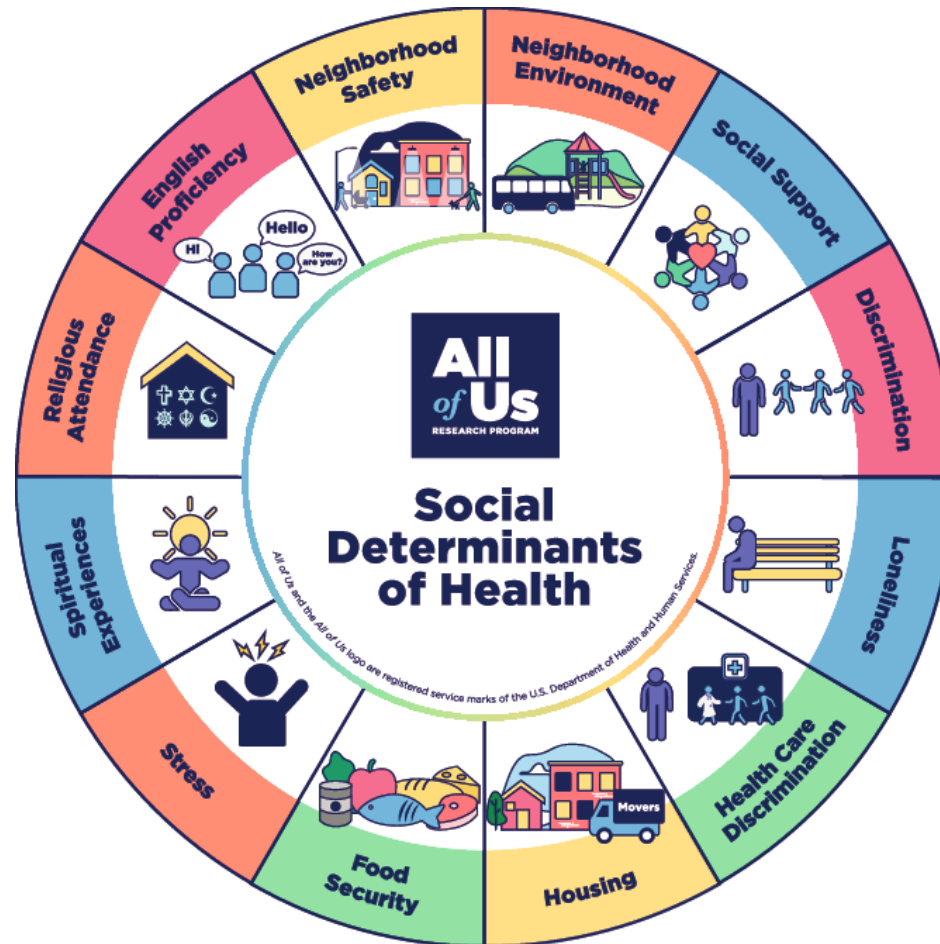 Neighborhood
Safety
Neighborhood
Environment
Social Support
Discrimination
Loneliness
Health Care
Discrimination
Housing
Movers
Food
Security
Stress
Spiritual
Experiences
Religious
Attendance
English
Proficiency
Hi
Hello
How
are you?
All
of Us
RESEARCH PROGRAM
Social
Determinants
of Health
All of Us and the All of Us logo are registered service marks of the U.S. Department of Health and Human Services.